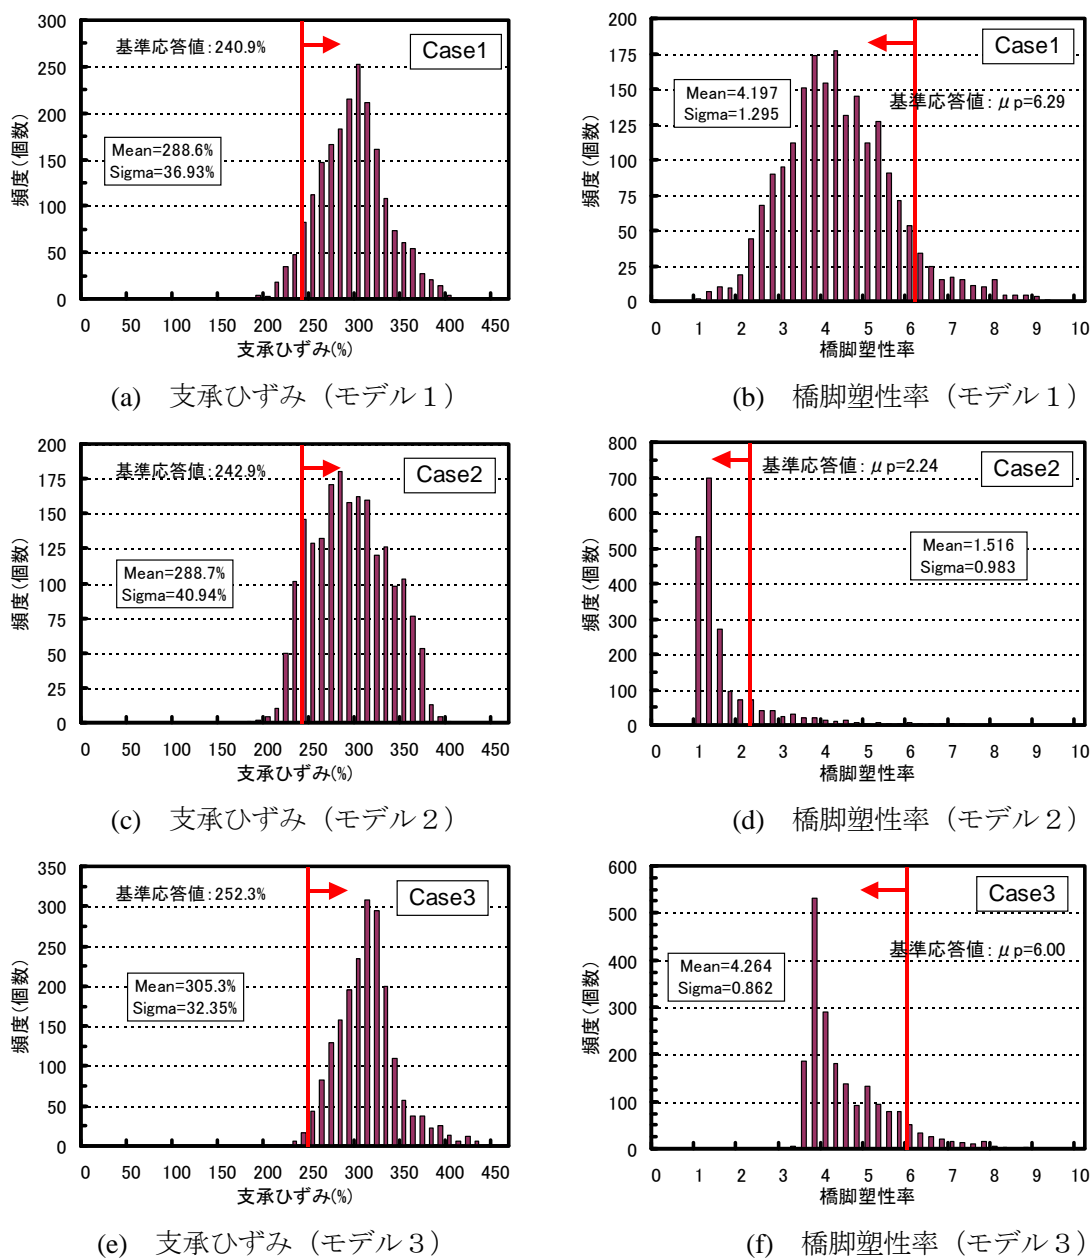 300
250
200
150
100
50
0
頻度(個数)
基準応答値:240.9%
Case1
Mean=288.6%
Sigma=36.93%
0 50 100 150 200 250 300 350 400 450
支承ひずみ(%)
(a) 支承ひずみ（モデル１）
200
175
150
125
100
75
50
25
0
頻度(個数)
Case1
Mean=4.197
Sigma=1.295
基準応答値: μp=6.29
0 1 2 3 4 5 6 7 8 9 10
橋脚塑性率
(b) 橋脚塑性率（モデル１）
200
175
150
125
100
75
50
25
0
頻度(個数)
基準応答値:242.9%
Case2
Mean=288.7%
Sigma=40.94%
0 50 100 150 200 250 300 350 400 450
支承ひずみ(%)
(c) 支承ひずみ（モデル２）
800
700
600
500
400
300
200
100
0
頻度(個数)
基準応答値: μp=2.24
Case2
Mean=1.516
Sigma=0.983
0 1 2 3 4 5 6 7 8 9 10
橋脚塑性率
(d) 橋脚塑性率（モデル２）
350
300
250
200
150
100
50
0
頻度(個数)
基準応答値:252.3%
Case3
Mean=305.3%
Sigma=32.35%
0 50 100 150 200 250 300 350 400 450
支承ひずみ(%)
(e) 支承ひずみ（モデル３）
600
500
400
300
200
100
0
頻度(個数)
Case3
基準応答値: μp=6.00
Mean=4.264
Sigma=0.862
0 1 2 3 4 5 6 7 8 9 10
橋脚塑性率
(f) 橋脚塑性率（モデル３）